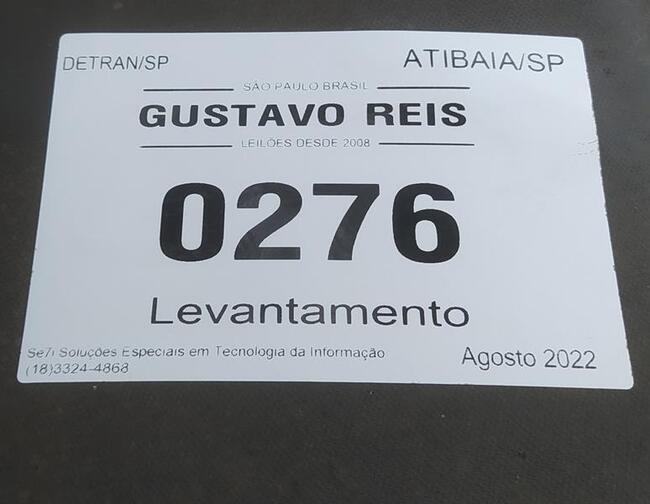 DETRAN/SP
ATIBAIA/SP
SÃO PAULO BRASIL
GUSTAVO REIS
LEILÕES DESDE 2008
0276
Levantamento
Se7i Soluções Especiais em Tecnologia da Informação
(18)3324-4868
Agosto 2022